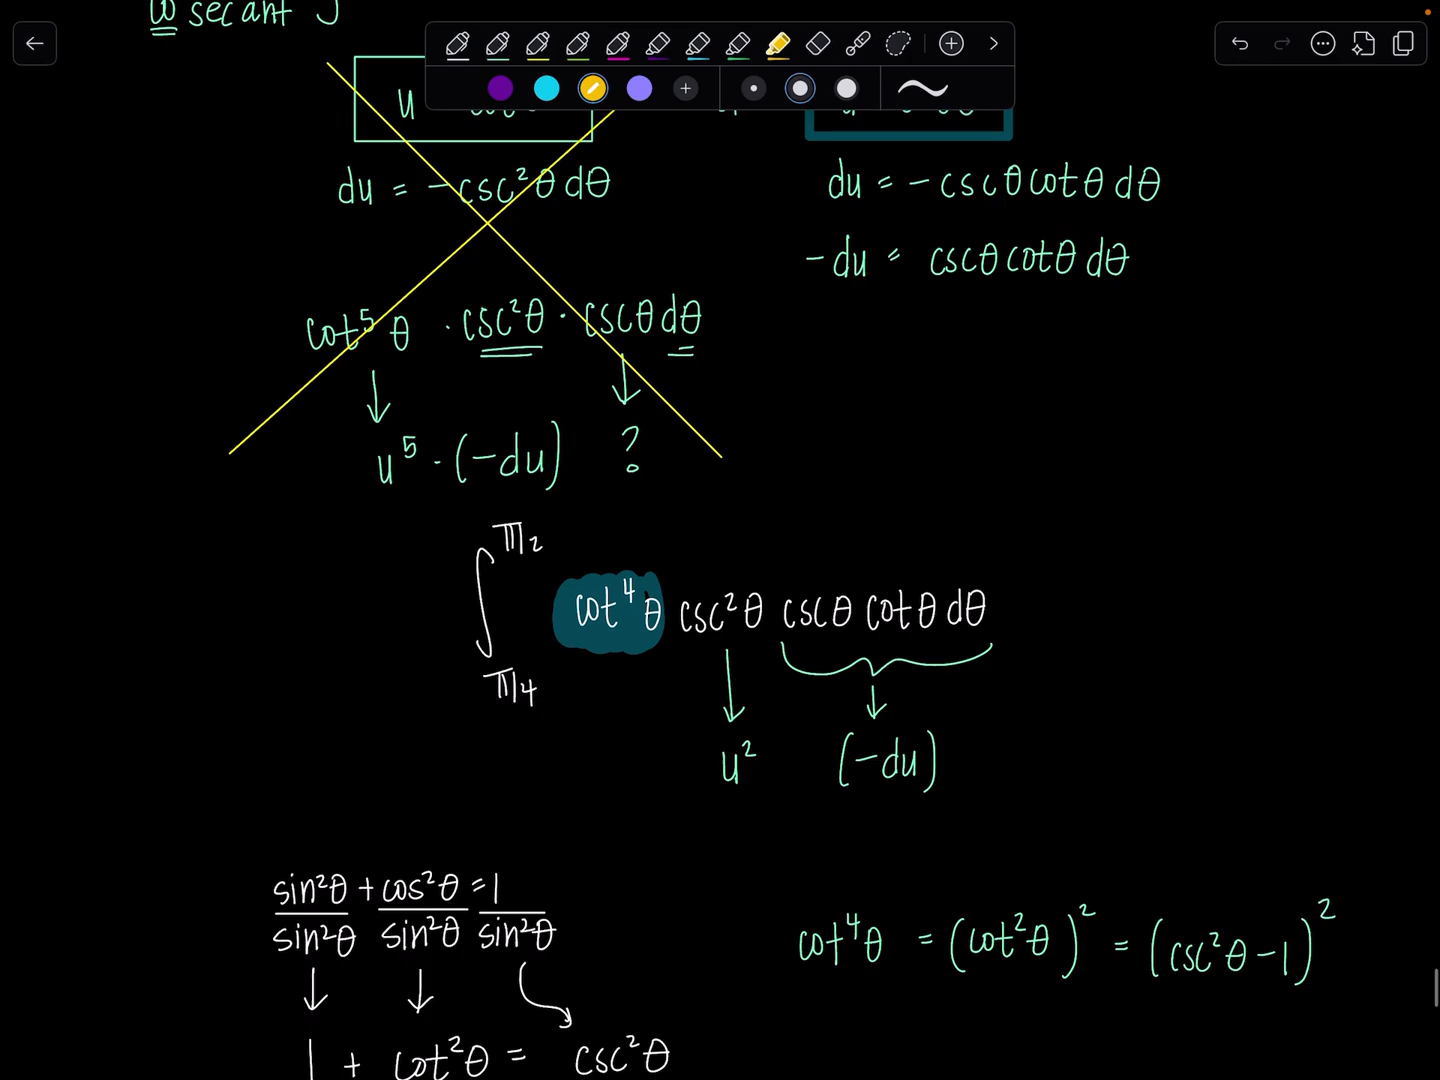 cosecant
u
du = -csc²θ dθ
du = -cscθ cotθ dθ
-du = cscθ cotθ dθ
cot⁵θ · csc²θ · cscθ dθ
u⁵ · (-du) ?
∫ π/2 π/4 cot⁴θ csc²θ cscθ cotθ dθ
u² (-du)
sin²θ/sin²θ + cos²θ/sin²θ = 1/sin²θ
cot⁴θ = (cot²θ)² = (csc²θ - 1)²
1 + cot²θ = csc²θ